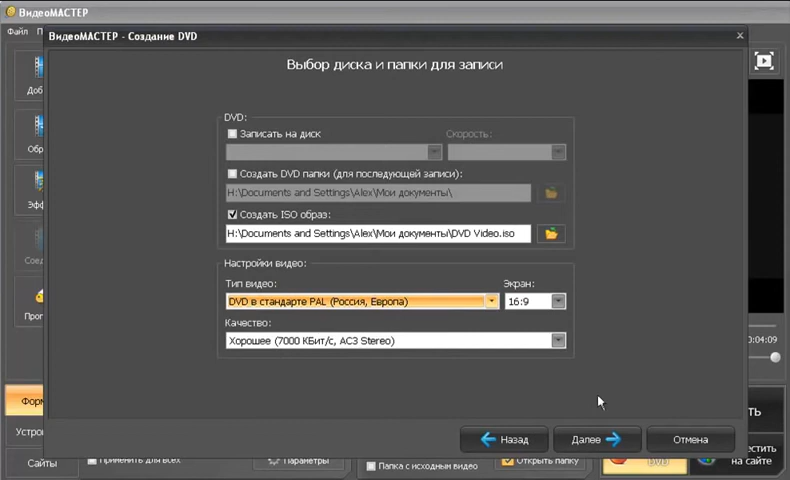 ВидеоМАСТЕР
Файл
ВидеоМАСТЕР - Создание DVD
Выбор диска и папки для записи
DVD:
Записать на диск
Скорость:
Создать DVD папки (для последующей записи):
H:\Documents and Settings\Alex\Мои документы\
Создать ISO образ:
H:\Documents and Settings\Alex\Мои документы\DVD Video.iso
Настройки видео:
Тип видео:
Экран:
DVD в стандарте PAL (Россия, Европа)
16:9
Качество:
Хорошее (7000 КБит/с, AC3 Stereo)
Назад
Далее
Отмена
Сайты
Применить для всех
Параметры
Папка с исходным видео
Открыть папку
DVD
на сайте